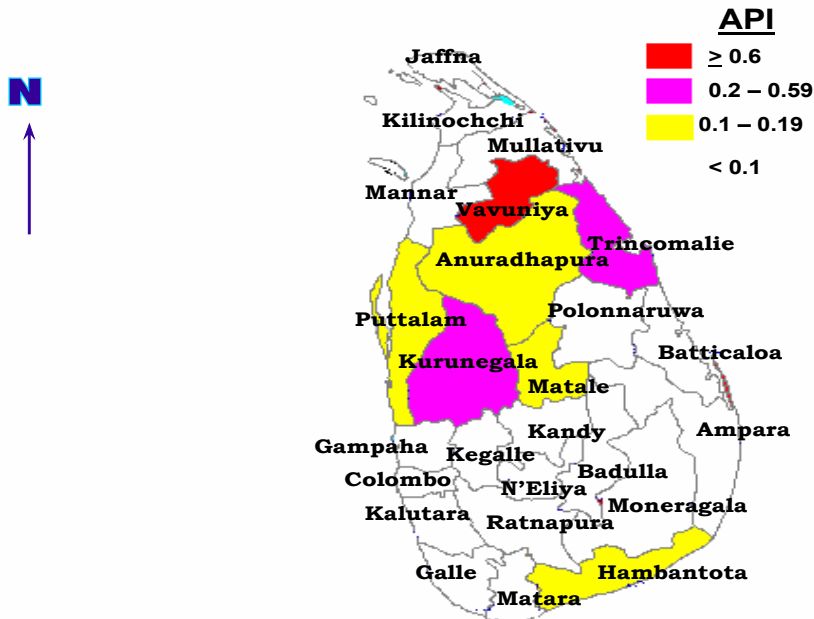 API
≥ 0.6
0.2 – 0.59
0.1 – 0.19
< 0.1
N
Jaffna
Kilinochchi
Mullativu
Mannar
Vavuniya
Trincomalie
Anuradhapura
Polonnaruwa
Puttalam
Batticaloa
Kurunegala
Matale
Kandy
Ampara
Gampaha
Kegalle
Badulla
Colombo
N'Eliya
Moneragala
Kalutara
Ratnapura
Galle
Hambantota
Matara